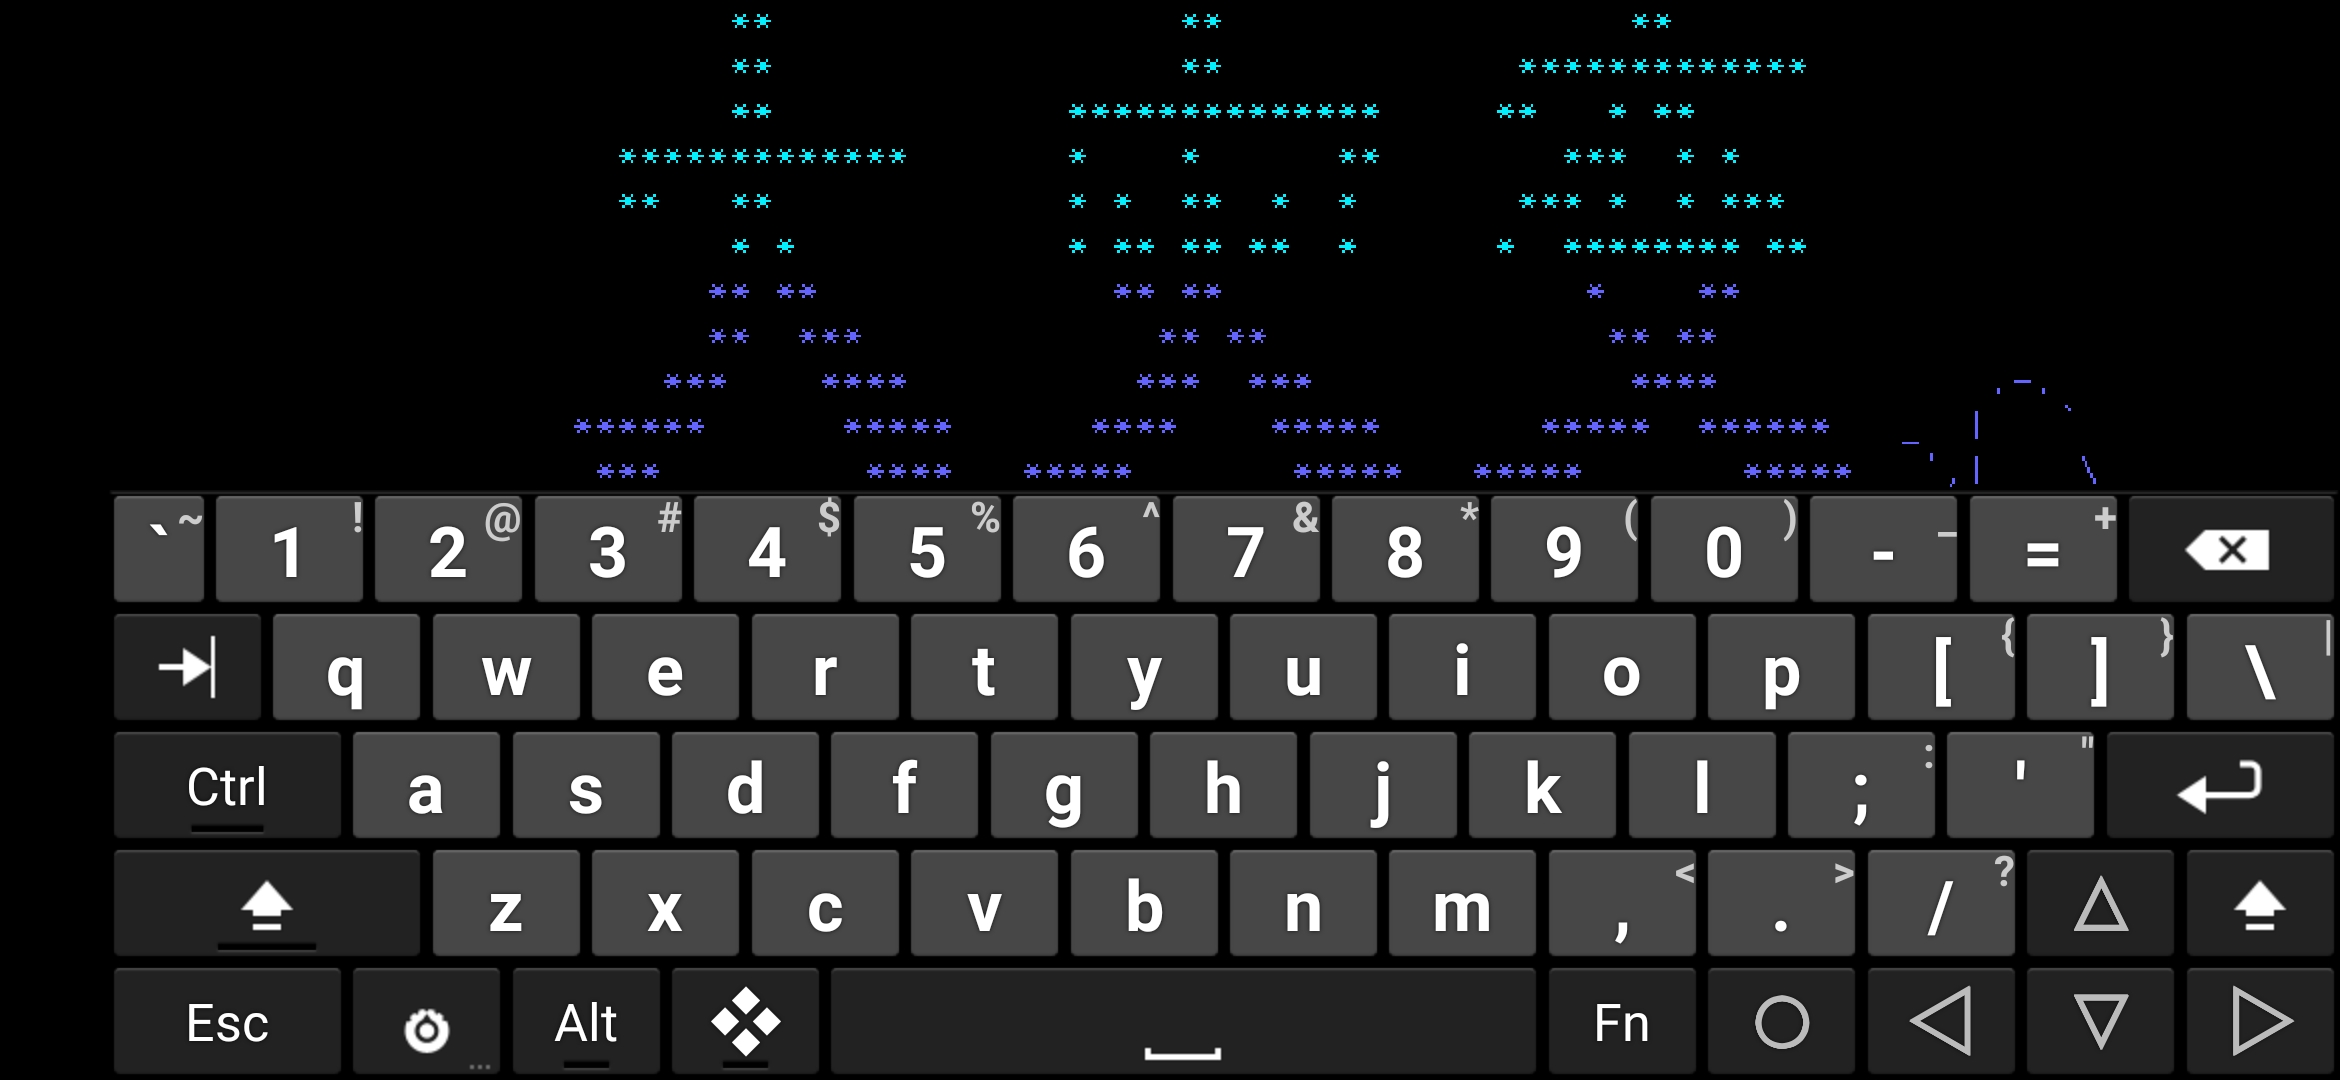 ` ~ 1 ! 2 @ 3 # 4 $ 5 % 6 ^ 7 & 8 * 9 ( 0 ) - _ = +
q w e r t y u i o p [ { ] } \ |
Ctrl a s d f g h j k l ; : ' "
z x c v b n m , < . > / ?
Esc ... Alt Fn